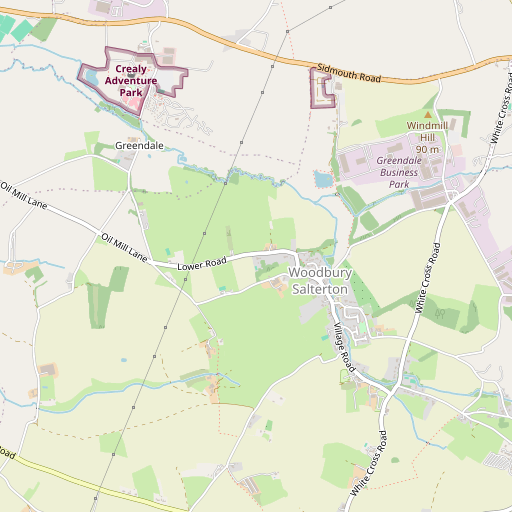 Crealy
Adventure
Park
Sidmouth Road
White Cross Road
Windmill
Hill
90 m
Greendale
Greendale
Business
Park
Oil Mill Lane
Oil Mill Lane
Lower Road
Woodbury
Salterton
White Cross Road
Village Road
White Cross Road
Road